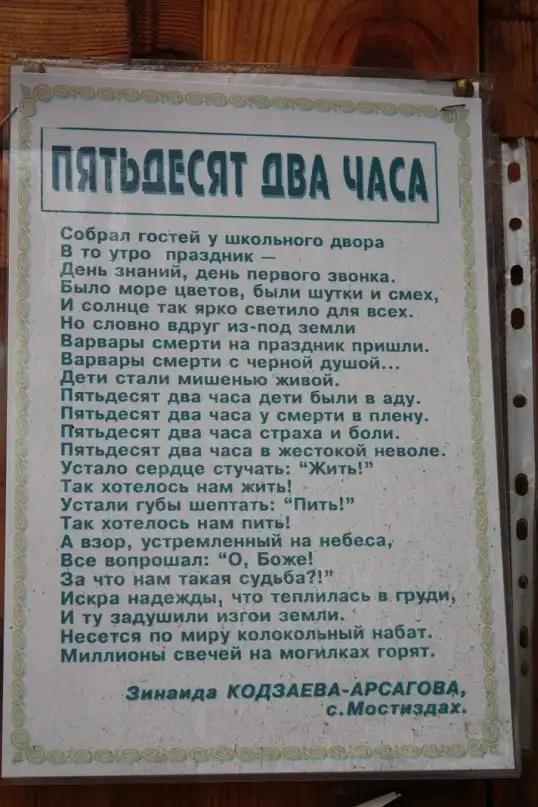 ПЯТЬДЕСЯТ ДВА ЧАСА
Собрал гостей у школьного двора
В то утро праздник —
День знаний, день первого звонка.
Было море цветов, были шутки и смех,
И солнце так ярко светило для всех.
Но словно вдруг из-под земли
Варвары смерти на праздник пришли.
Варвары смерти с черной душой...
Дети стали мишенью живой.
Пятьдесят два часа дети были в аду.
Пятьдесят два часа у смерти в плену.
Пятьдесят два часа страха и боли.
Пятьдесят два часа в жестокой неволе.
Устало сердце стучать: "Жить!"
Так хотелось нам жить!
Устали губы шептать: "Пить!"
Так хотелось нам пить!
А взор, устремленный на небеса,
Все вопрошал: "О, Боже!
За что нам такая судьба?!"
Искра надежды, что теплилась в груди,
И ту задушили изгои земли.
Несется по миру колокольный набат.
Миллионы свечей на могилках горят.
Зинаида КОДЗАЕВА-АРСАГОВА,
с.Мостиздах.